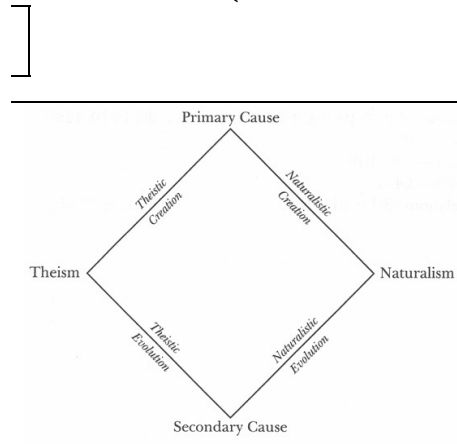 Primary Cause
Theistic
Creation
Naturalistic
Creation
Theism
Naturalism
Theistic
Evolution
Naturalistic
Evolution
Secondary Cause